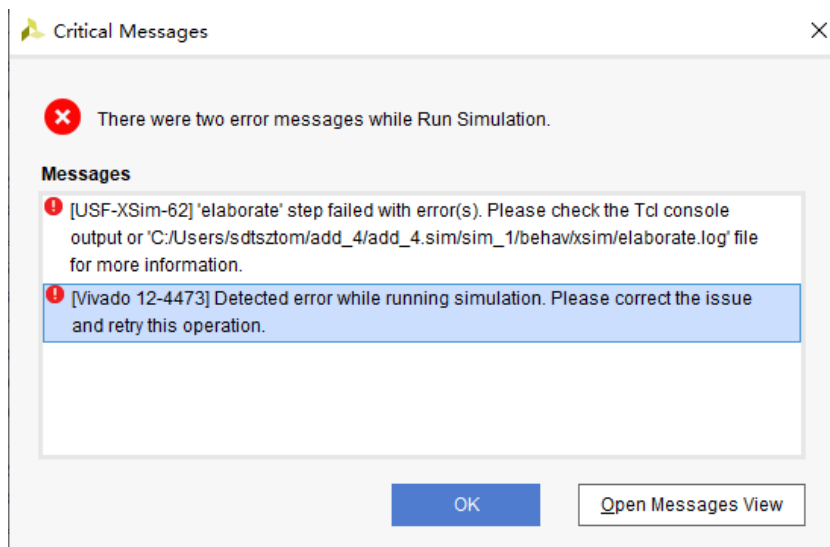 Critical Messages
There were two error messages while Run Simulation.
Messages
[USF-XSim-62] 'elaborate' step failed with error(s). Please check the Tcl console
output or 'C:/Users/sdtsztom/add_4/add_4.sim/sim_1/behav/xsim/elaborate.log' file
for more information.
[Vivado 12-4473] Detected error while running simulation. Please correct the issue
and retry this operation.
OK
Open Messages View